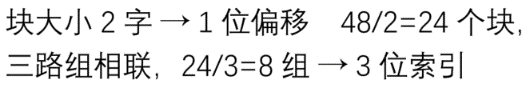 块大小 2 字 → 1 位偏移 48/2=24 个块,
三路组相联, 24/3=8 组 → 3 位索引